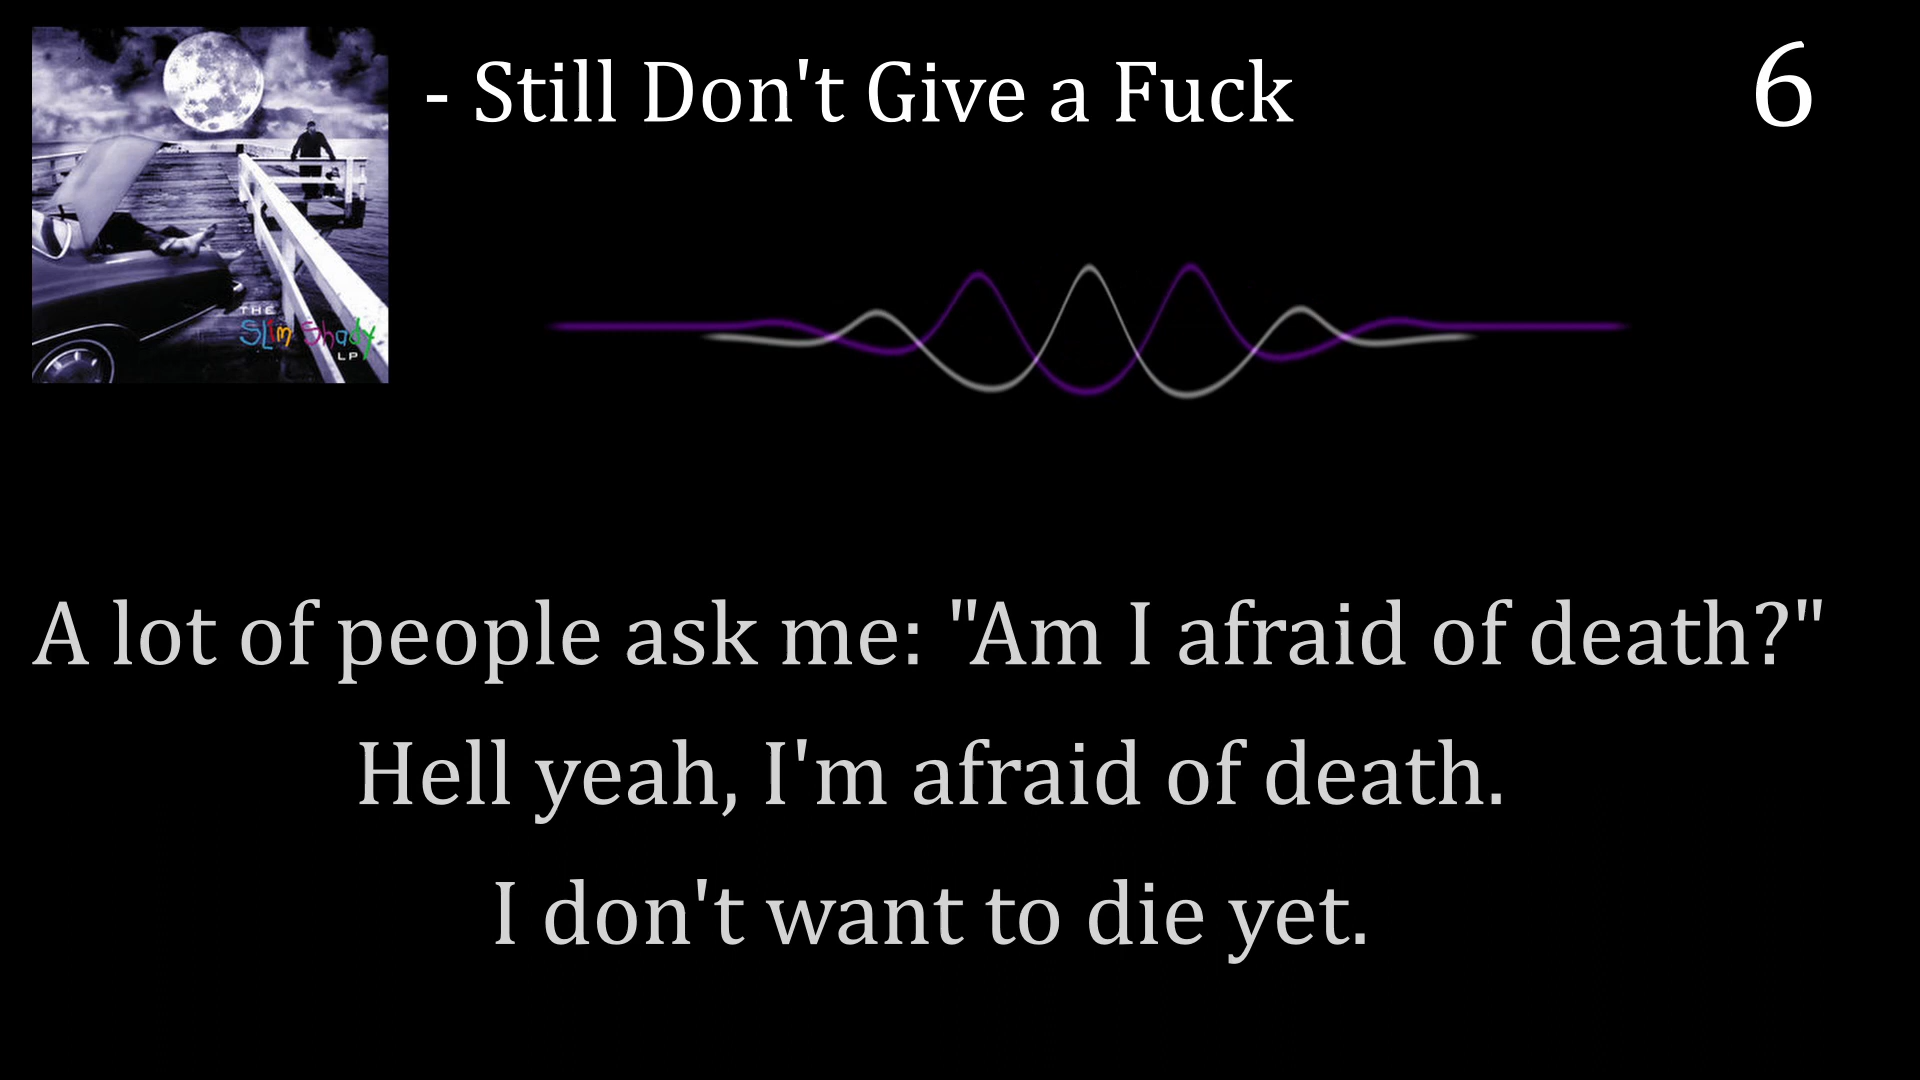 - Still Don't Give a Fuck
6
THE
Slim Shady
LP
A lot of people ask me: "Am I afraid of death?"
Hell yeah, I'm afraid of death.
I don't want to die yet.